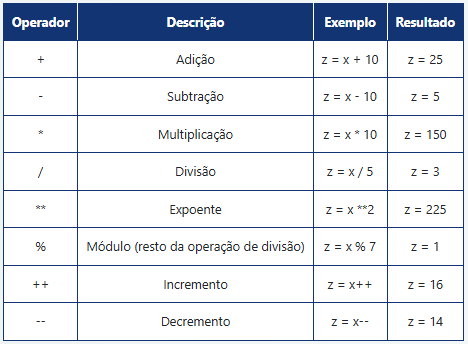 Operador Descrição Exemplo Resultado
+ Adição z = x + 10 z = 25
- Subtração z = x - 10 z = 5
* Multiplicação z = x * 10 z = 150
/ Divisão z = x / 5 z = 3
** Expoente z = x **2 z = 225
% Módulo (resto da operação de divisão) z = x % 7 z = 1
++ Incremento z = x++ z = 16
-- Decremento z = x-- z = 14